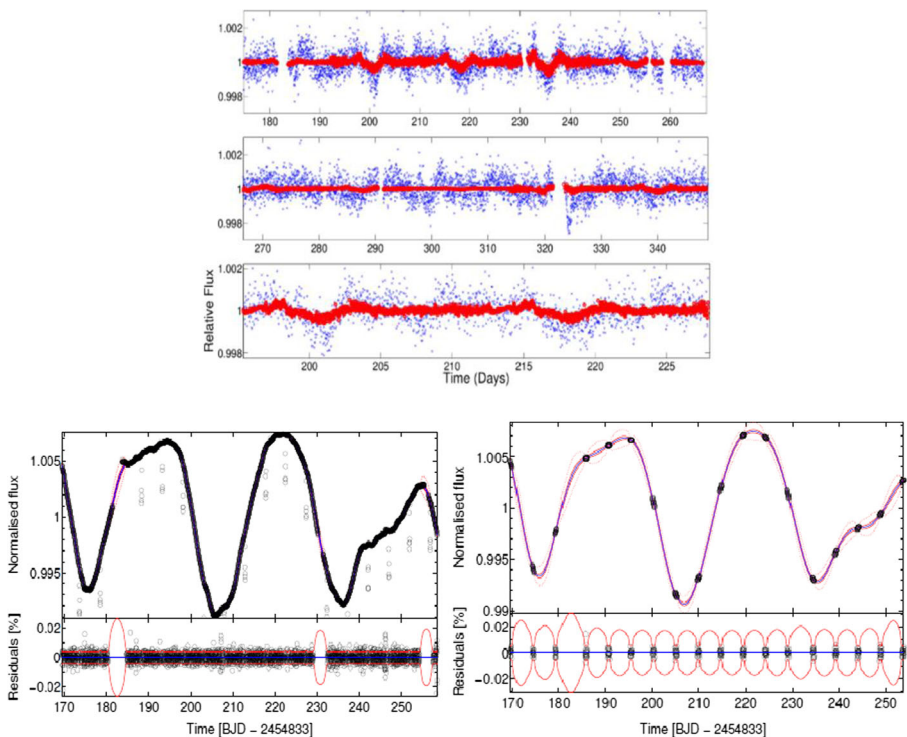 1.002
1
0.998
180 190 200 210 220 230 240 250 260
1.002
1
0.998
270 280 290 300 310 320 330 340
1.002
1
0.998
Relative Flux
200 205 210 215 220 225
Time (Days)
1.005
1
0.995
Normalised flux
0.02
0
−0.02
Residuals [%]
170 180 190 200 210 220 230 240 250
Time [BJD − 2454833]
1.005
1
0.995
0.99
Normalised flux
0.02
0
−0.02
Residuals [%]
170 180 190 200 210 220 230 240 250
Time [BJD − 2454833]